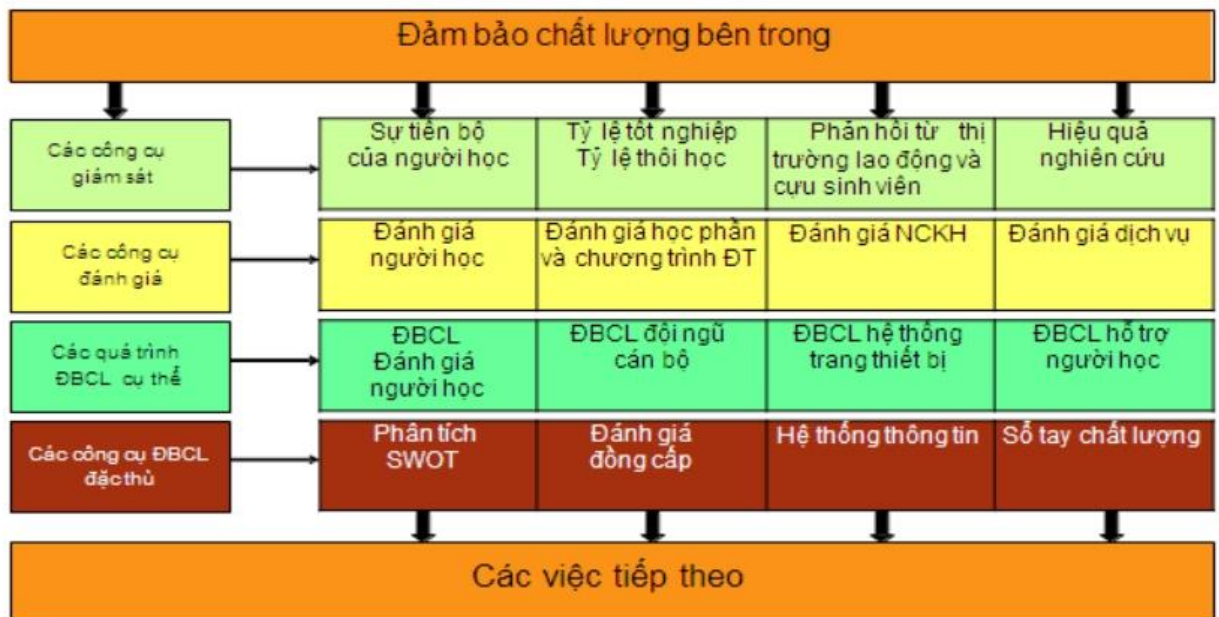 Đảm bảo chất lượng bên trong
Các công cụ
giám sát
Sự tiến bộ
của người học
Tỷ lệ tốt nghiệp
Tỷ lệ thôi học
Phản hồi từ thị
trường lao động và
cựu sinh viên
Hiệu quả
nghiên cứu
Các công cụ
đánh giá
Đánh giá
người học
Đánh giá học phần
và chương trình ĐT
Đánh giá NCKH
Đánh giá dịch vụ
Các quá trình
ĐBCL cụ thể
ĐBCL
Đánh giá
người học
ĐBCL đội ngũ
cán bộ
ĐBCL hệ thống
trang thiết bị
ĐBCL hỗ trợ
người học
Các công cụ ĐBCL
đặc thù
Phân tích
SWOT
Đánh giá
đồng cấp
Hệ thống thông tin
Sổ tay chất lượng
Các việc tiếp theo